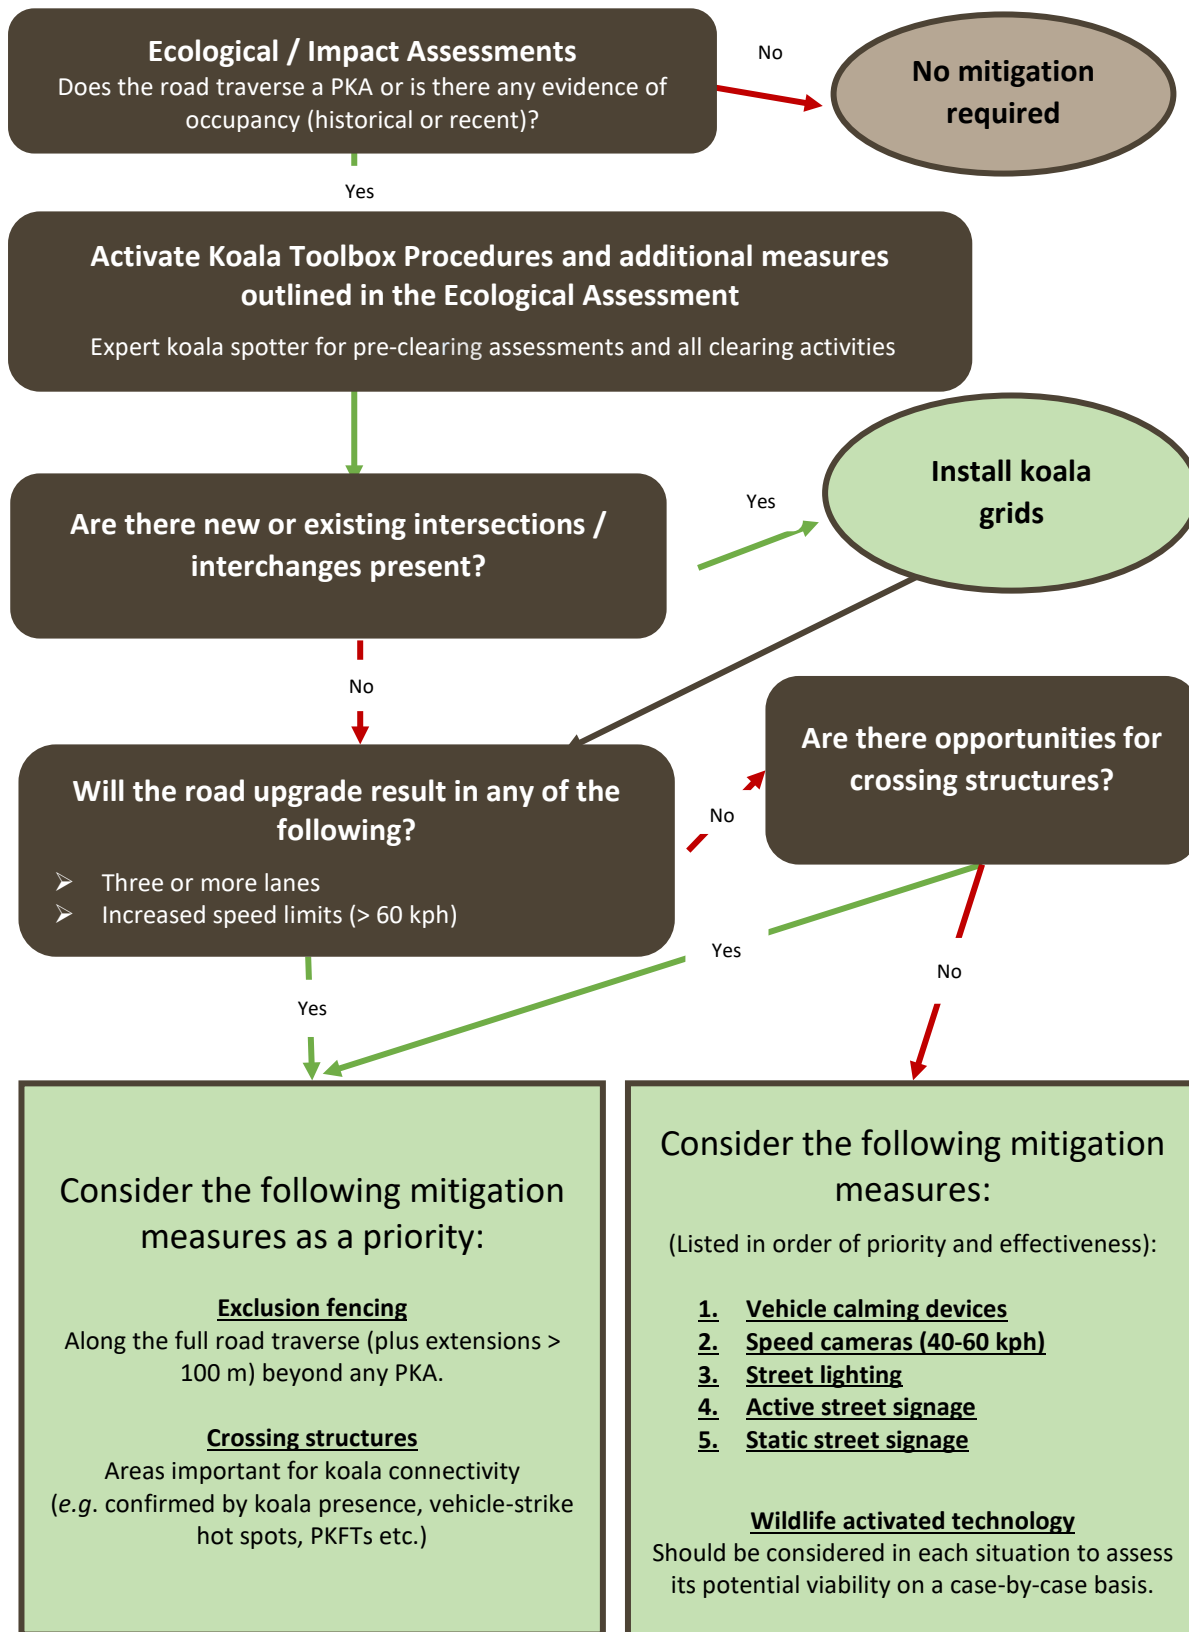 Ecological / Impact Assessments
Does the road traverse a PKA or is there any evidence of
occupancy (historical or recent)?
No
No mitigation
required
Yes
Activate Koala Toolbox Procedures and additional measures
outlined in the Ecological Assessment
Expert koala spotter for pre-clearing assessments and all clearing activities
Are there new or existing intersections /
interchanges present?
Yes
Install koala
grids
No
Will the road upgrade result in any of the
following?
➢ Three or more lanes
➢ Increased speed limits (> 60 kph)
No
Are there opportunities for
crossing structures?
Yes
Yes
No
Consider the following mitigation
measures as a priority:
Exclusion fencing
Along the full road traverse (plus extensions >
100 m) beyond any PKA.
Crossing structures
Areas important for koala connectivity
(e.g. confirmed by koala presence, vehicle-strike
hot spots, PKFTs etc.)
Consider the following mitigation
measures:
(Listed in order of priority and effectiveness):
1. Vehicle calming devices
2. Speed cameras (40-60 kph)
3. Street lighting
4. Active street signage
5. Static street signage
Wildlife activated technology
Should be considered in each situation to assess
its potential viability on a case-by-case basis.